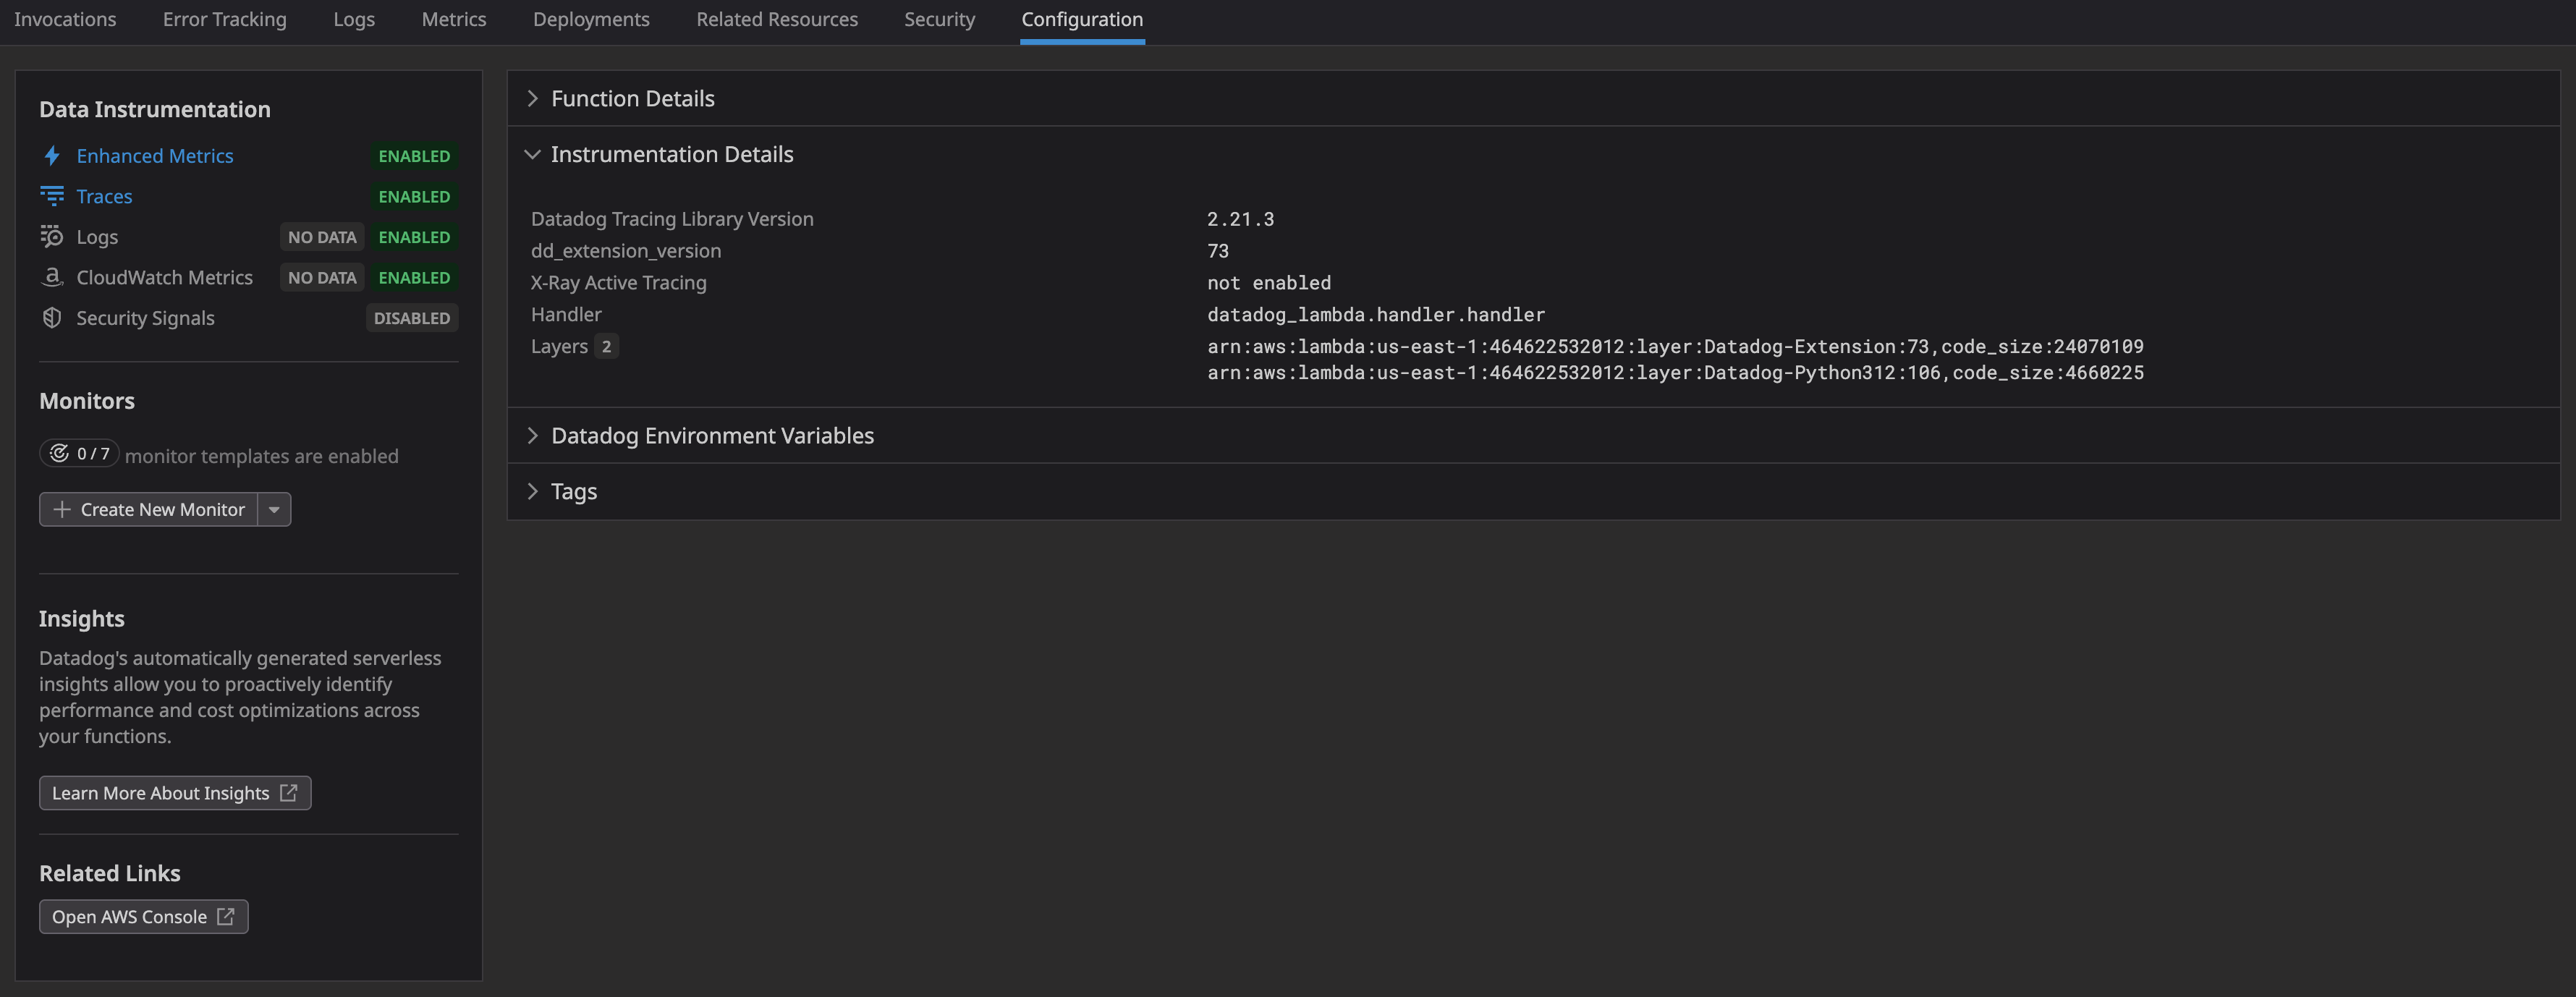 Invocations Error Tracking Logs Metrics Deployments Related Resources Security Configuration
Data Instrumentation
Enhanced Metrics ENABLED
Traces ENABLED
Logs NO DATA ENABLED
CloudWatch Metrics NO DATA ENABLED
Security Signals DISABLED
Monitors
0 / 7 monitor templates are enabled
Create New Monitor
Insights
Datadog's automatically generated serverless
insights allow you to proactively identify
performance and cost optimizations across
your functions.
Learn More About Insights
Related Links
Open AWS Console
Function Details
Instrumentation Details
Datadog Tracing Library Version 2.21.3
dd_extension_version 73
X-Ray Active Tracing not enabled
Handler datadog_lambda.handler.handler
Layers 2 arn:aws:lambda:us-east-1:464622532012:layer:Datadog-Extension:73,code_size:24070109
arn:aws:lambda:us-east-1:464622532012:layer:Datadog-Python312:106,code_size:4660225
Datadog Environment Variables
Tags